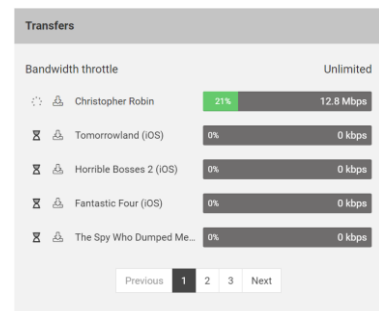 Transfers
Bandwidth throttle Unlimited
Christopher Robin 21% 12.8 Mbps
Tomorrowland (iOS) 0% 0 kbps
Horrible Bosses 2 (iOS) 0% 0 kbps
Fantastic Four (iOS) 0% 0 kbps
The Spy Who Dumped Me... 0% 0 kbps
Previous 1 2 3 Next